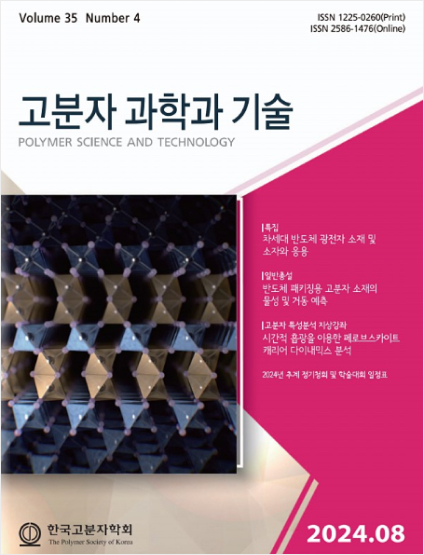 Volume 35 Number 4
ISSN 1225-0260(Print)
ISSN 2586-1476(Online)
고분자 과학과 기술
POLYMER SCIENCE AND TECHNOLOGY
특집
차세대 반도체 광전자 소재 및
소자와 응용
일반총설
반도체 패키징용 고분자 소재의
물성 및 거동 예측
고분자 특성분석 지상강좌
시간적 흡광을 이용한 페로브스카이트
캐리어 다이내믹스 분석
2024년 추계 정기총회 및 학술대회 일정표
한국고분자학회
The Polymer Society of Korea
2024.08